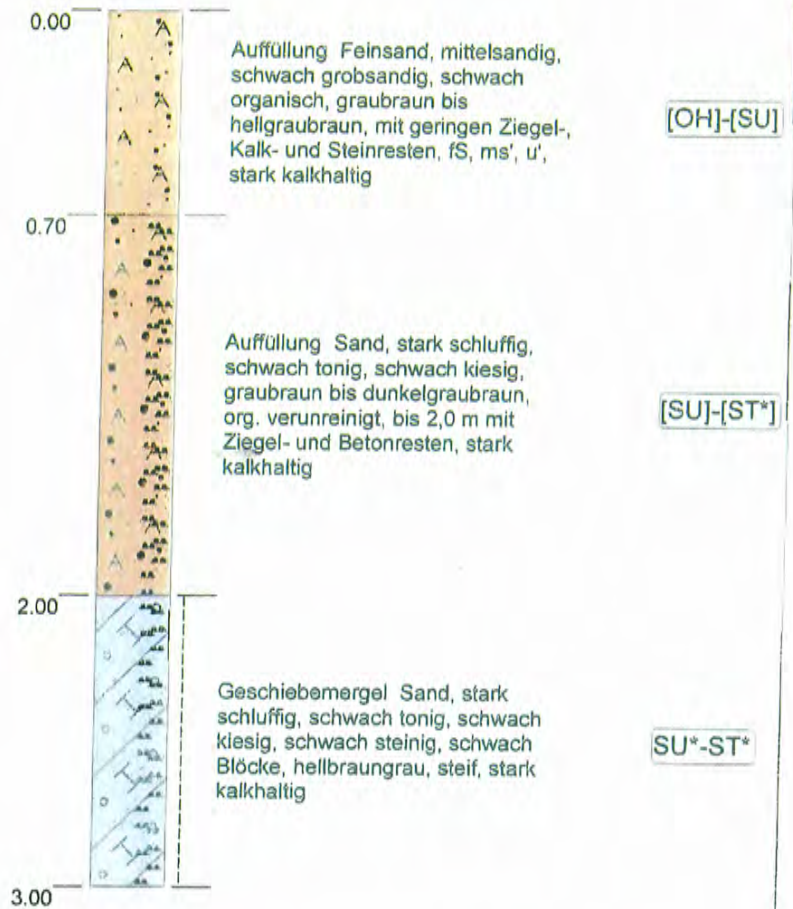 0.00
Auffüllung Feinsand, mittelsandig,
schwach grobsandig, schwach
organisch, graubraun bis
hellgraubraun, mit geringen Ziegel-,
Kalk- und Steinresten, fS, ms', u',
stark kalkhaltig
[OH]-[SU]
0.70
Auffüllung Sand, stark schluffig,
schwach tonig, schwach kiesig,
graubraun bis dunkelgraubraun,
org. verunreinigt, bis 2,0 m mit
Ziegel- und Betonresten, stark
kalkhaltig
[SU]-[ST*]
2.00
Geschiebemergel Sand, stark
schluffig, schwach tonig, schwach
kiesig, schwach steinig, schwach
Blöcke, hellbraungrau, steif, stark
kalkhaltig
SU*-ST*
3.00